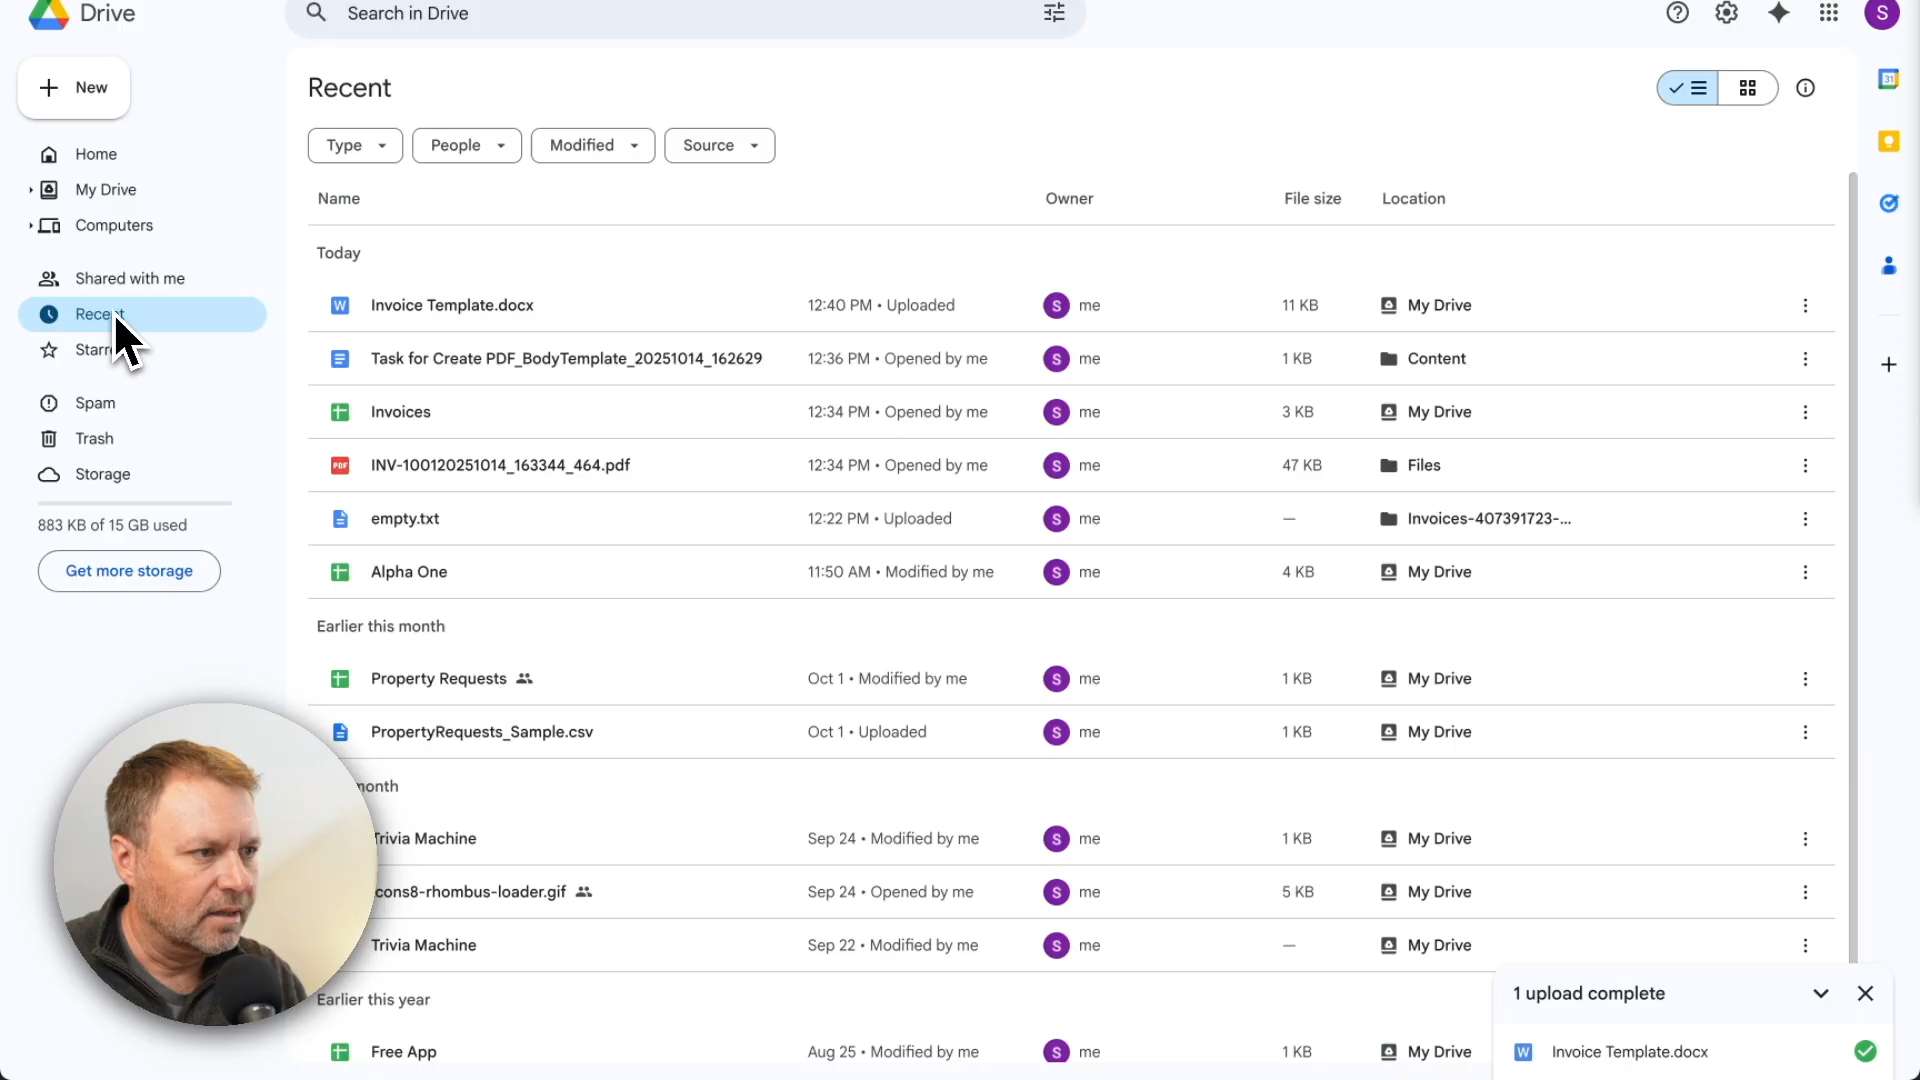 Drive
Search in Drive
S
New
Home
My Drive
Computers
Shared with me
Recent
Spam
Trash
Storage
883 KB of 15 GB used
Get more storage
Recent
Type
People
Modified
Source
Name
Owner
File size
Location
Today
W Invoice Template.docx 12:40 PM • Uploaded S me 11 KB My Drive
Task for Create PDF_BodyTemplate_20251014_162629 12:36 PM • Opened by me S me 1 KB Content
Invoices 12:34 PM • Opened by me S me 3 KB My Drive
PDF INV-100120251014_163344_464.pdf 12:34 PM • Opened by me S me 47 KB Files
empty.txt 12:22 PM • Uploaded S me — Invoices-407391723-...
Alpha One 11:50 AM • Modified by me S me 4 KB My Drive
Earlier this month
Property Requests Oct 1 • Modified by me S me 1 KB My Drive
PropertyRequests_Sample.csv Oct 1 • Uploaded S me 1 KB My Drive
month
Trivia Machine Sep 24 • Modified by me S me 1 KB My Drive
cons8-rhombus-loader.gif Sep 24 • Opened by me S me 5 KB My Drive
Trivia Machine Sep 22 • Modified by me S me — My Drive
Earlier this year
Free App Aug 25 • Modified by me S me 1 KB My Drive
31
1 upload complete
W Invoice Template.docx